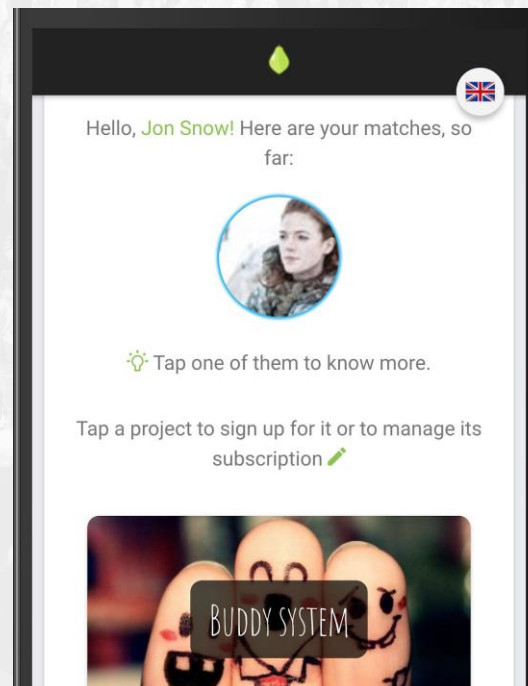 Hello, Jon Snow! Here are your matches, so
far:
Tap one of them to know more.
Tap a project to sign up for it or to manage its
subscription
BUDDY SYSTEM